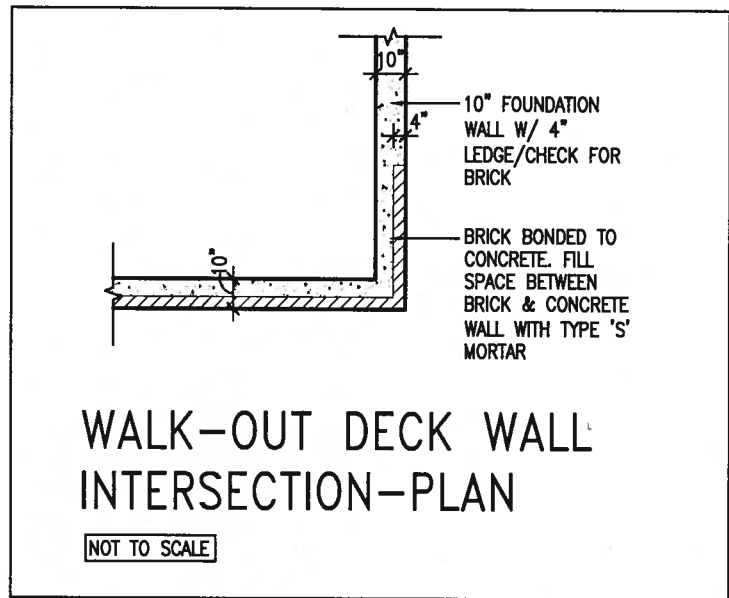 10"
4"
10" FOUNDATION
WALL W/ 4"
LEDGE/CHECK FOR
BRICK
10"
BRICK BONDED TO
CONCRETE. FILL
SPACE BETWEEN
BRICK & CONCRETE
WALL WITH TYPE 'S'
MORTAR
WALK-OUT DECK WALL
INTERSECTION-PLAN
NOT TO SCALE